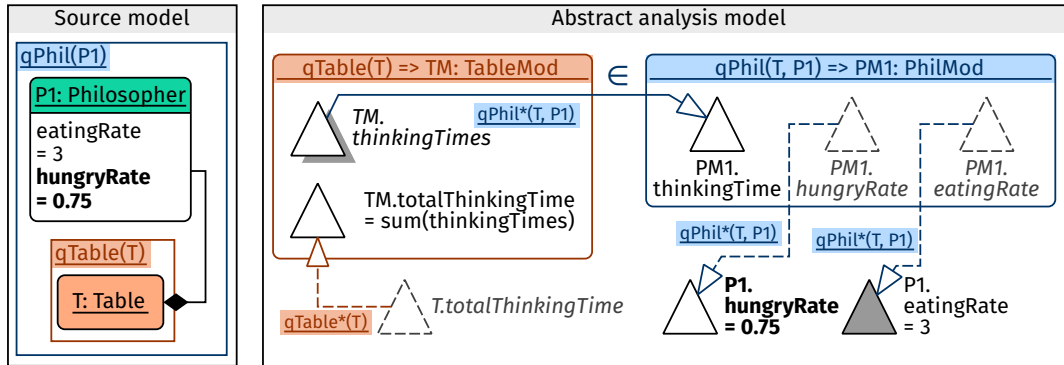 Source model
qPhil(P1)
P1: Philosopher
eatingRate
= 3
hungryRate
= 0.75
qTable(T)
T: Table
Abstract analysis model
qTable(T) => TM: TableMod
TM.
thinkingTimes
qPhil*(T, P1)
TM.totalThinkingTime
= sum(thinkingTimes)
qTable*(T)
T.totalThinkingTime
∈
qPhil(T, P1) => PM1: PhilMod
PM1.
thinkingTime
PM1.
hungryRate
PM1.
eatingRate
qPhil*(T, P1)
qPhil*(T, P1)
P1.
hungryRate
= 0.75
P1.
eatingRate
= 3